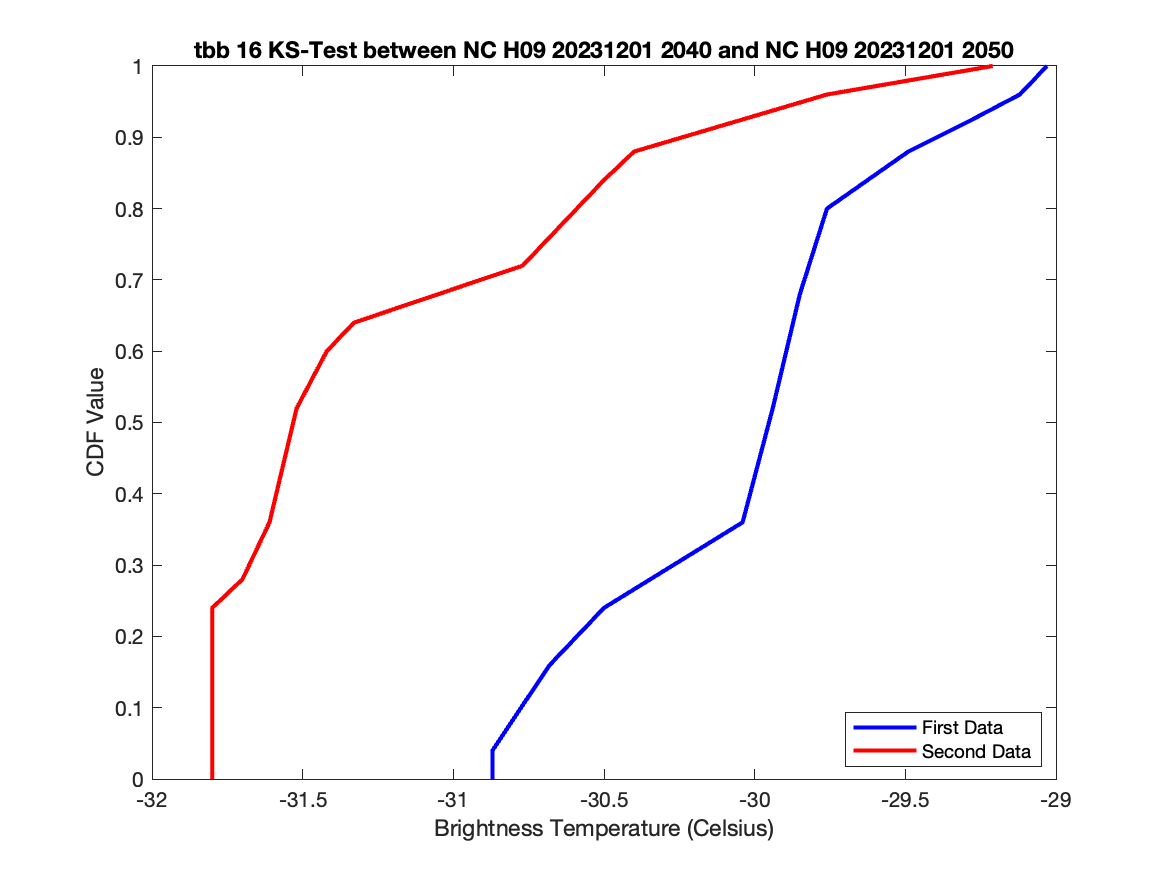 tbb 16 KS-Test between NC H09 20231201 2040 and NC H09 20231201 2050
1
0.9
0.8
0.7
0.6
0.5
0.4
0.3
0.2
0.1
0
CDF Value
First Data
Second Data
-32 -31.5 -31 -30.5 -30 -29.5 -29
Brightness Temperature (Celsius)